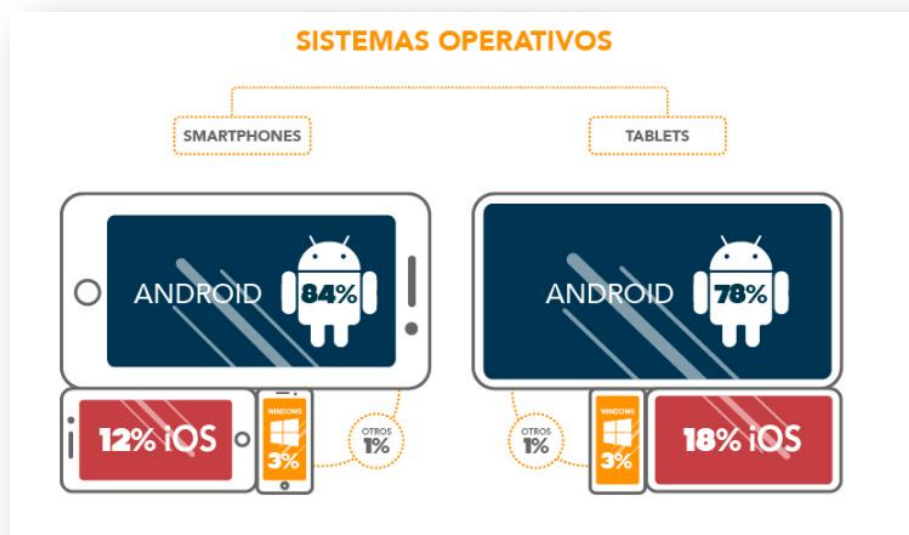 SISTEMAS OPERATIVOS
SMARTPHONES
TABLETS
ANDROID
84%
12% iOS
WINDOWS
3%
OTROS
1%
ANDROID
78%
OTROS
1%
WINDOWS
3%
18% iOS